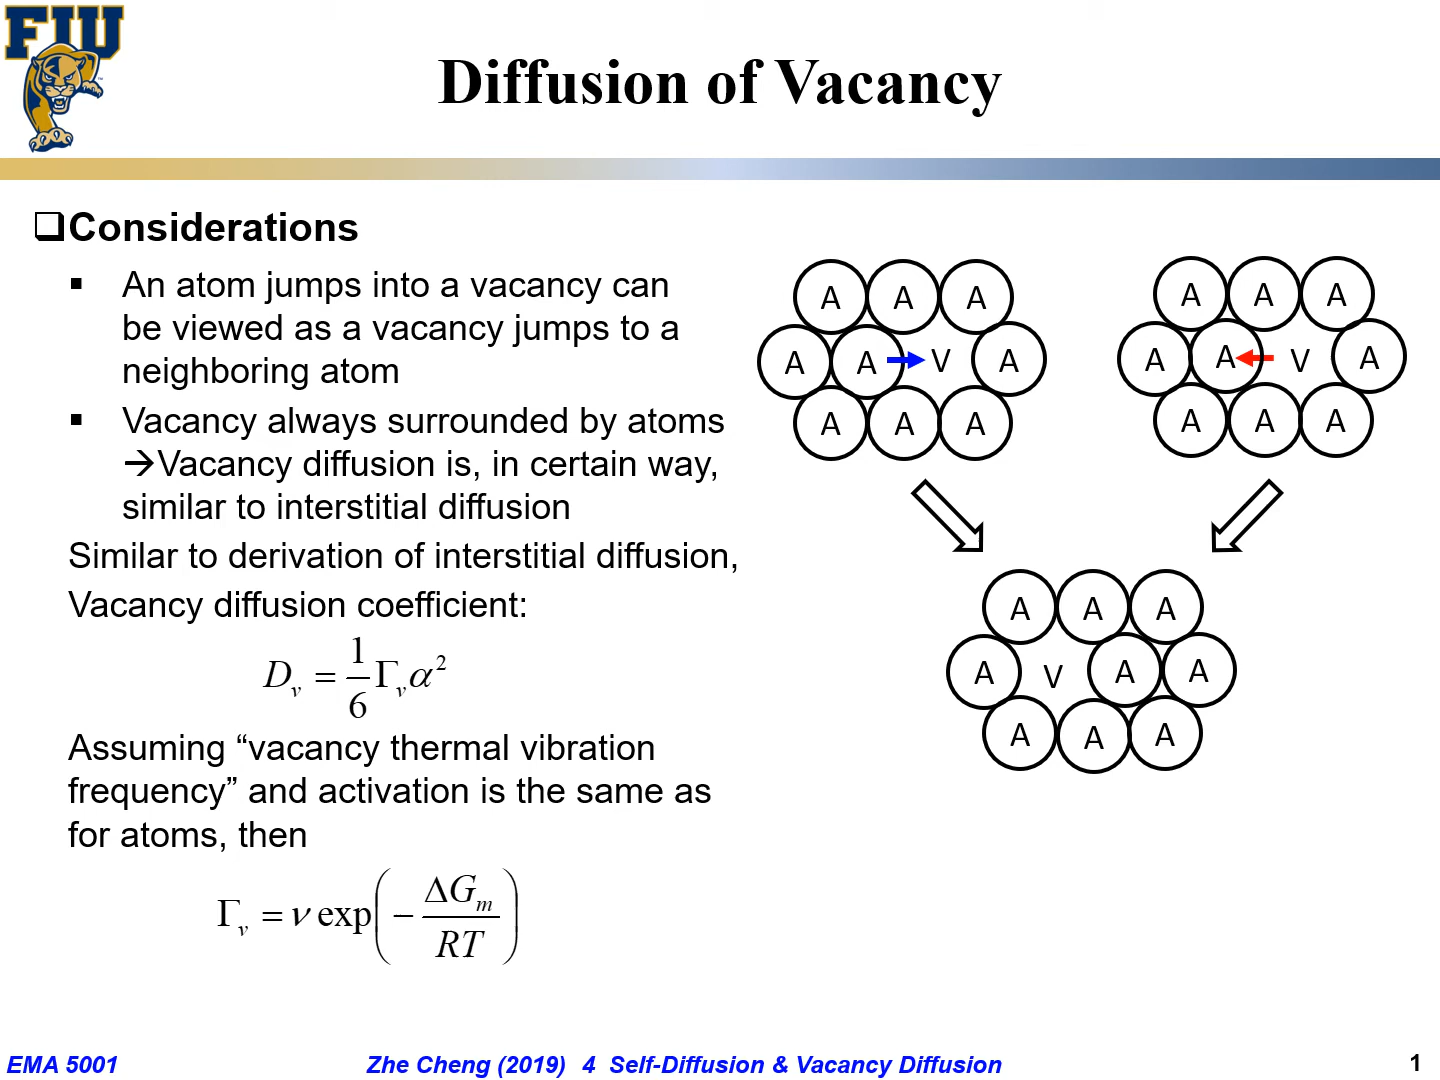 FIU
Diffusion of Vacancy
❑Considerations
▪ An atom jumps into a vacancy can
be viewed as a vacancy jumps to a
neighboring atom
▪ Vacancy always surrounded by atoms
→Vacancy diffusion is, in certain way,
similar to interstitial diffusion
Similar to derivation of interstitial diffusion,
Vacancy diffusion coefficient:
D_v = 1/6 Γ_v α²
Assuming “vacancy thermal vibration
frequency” and activation is the same as
for atoms, then
Γ_v = ν exp(− ΔG_m / RT)
A A A
A A V A
A A A
A A A
A A V A
A A A
A A A
A V A A
A A A
EMA 5001
Zhe Cheng (2019) 4 Self-Diffusion & Vacancy Diffusion
1